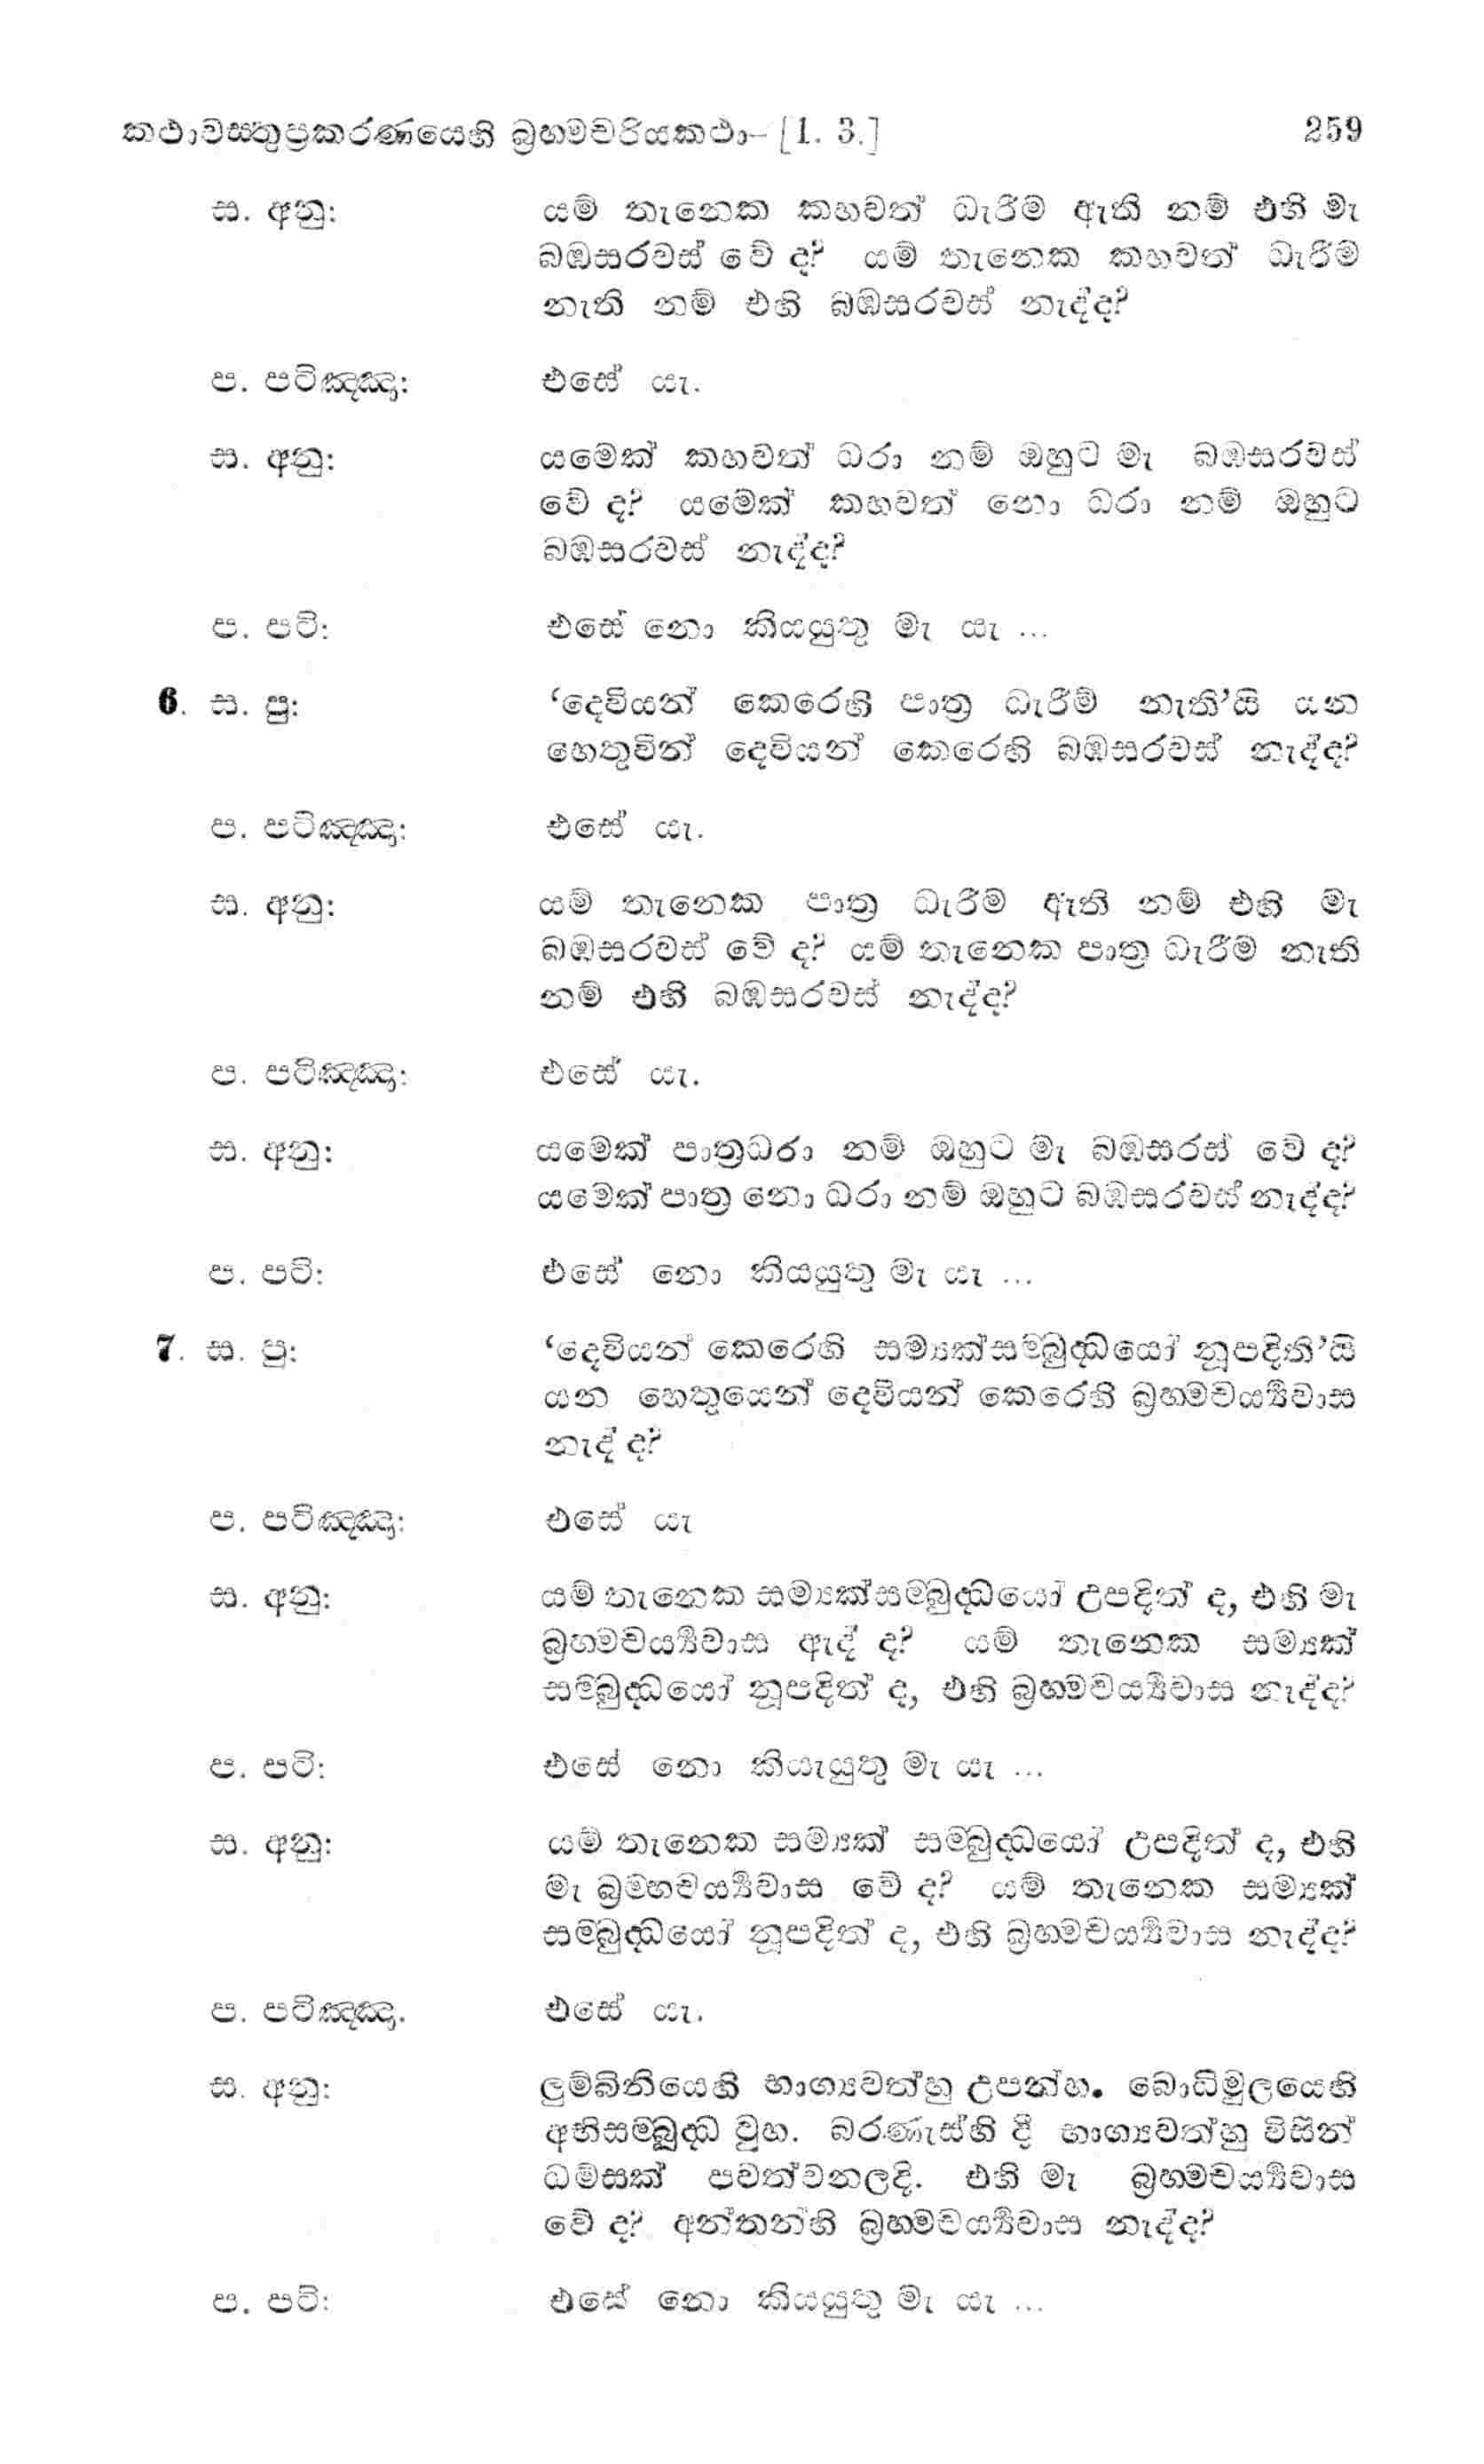 කථාවස්තුප්‍රකරණයෙහි බ්‍රහ්මචරියකථා– [1. 3.] 259
ස. අනු: යම් තැනෙක කහවත් ධැරීම් ඇති නම් එහි මැ
බඹසරවස් වේ ද? යම් තැනෙක කහවත් ධැරීම්
නැති නම් එහි බඹසරවස් නැද්ද?
ප. පටිඤ්ඤා: එසේ යැ.
ස. අනු: යමෙක් කහවත් ධරා නම් ඔහුට මැ බඹසරවස්
වේ ද? යමෙක් කහවත් නො ධරා නම් ඔහුට
බඹසරවස් නැද්ද?
ප. පටි: එසේ නො කියයුතු මැ යැ ...
6. ස. පු: ‘දෙවියන් කෙරෙහි පාත්‍ර ධැරීම් නැති’යි යන
හෙතුවින් දෙවියන් කෙරෙහි බඹසරවස් නැද්ද?
ප. පටිඤ්ඤා: එසේ යැ.
ස. අනු: යම් තැනෙක පාත්‍ර ධැරීම් ඇති නම් එහි මැ
බඹසරවස් වේ ද? යම් තැනෙක පාත්‍ර ධැරීම් නැති
නම් එහි බඹසරවස් නැද්ද?
ප. පටිඤ්ඤා: එසේ යැ.
ස. අනු: යමෙක් පාත්‍රධරා නම් ඔහුට මැ බඹසරස් වේ ද?
යමෙක් පාත්‍ර නො ධරා නම් ඔහුට බඹසරවස් නැද්ද?
ප. පටි: එසේ නො කියයුතු මැ යැ ...
7. ස. පු: ‘දෙවියන් කෙරෙහි සම්‍යක්සම්බුද්ධයෝ නූපදිති’යි
යන හෙතුයෙන් දෙවියන් කෙරෙහි බ්‍රහ්මචර්‍ය්‍යවාස
නැද් ද?
ප. පටිඤ්ඤා: එසේ යැ
ස. අනු: යම් තැනෙක සම්‍යක්සම්බුද්ධයෝ උපදිත් ද, එහි මැ
බ්‍රහ්මචර්‍ය්‍යවාස ඇද් ද? යම් තැනෙක සම්‍යක්
සම්බුද්ධයෝ නූපදිත් ද, එහි බ්‍රහ්මචර්‍ය්‍යවාස නැද්ද?
ප. පටි: එසේ නො කියැයුතු මැ යැ ...
ස. අනු: යම් තැනෙක සම්‍යක් සම්බුද්ධයෝ උපදිත් ද, එහි
මැ බ්‍රම්හචර්‍ය්‍යවාස වේ ද? යම් තැනෙක සම්‍යක්
සම්බුද්ධයෝ නූපදිත් ද, එහි බ්‍රහ්මචර්‍ය්‍යවාස නැද්ද?
ප. පටිඤ්ඤා. එසේ යැ.
ස. අනු: ලුම්බිනියෙහි භාග්‍යවත්හු උපන්හ. බොධිමූලයෙහි
අභිසම්බුද්ධ වූහ. බරණැස්හි දී භාග්‍යවත්හු විසින්
ධම්සක් පවත්වනලදි. එහි මැ බ්‍රහ්මචර්‍ය්‍යවාස
වේ ද? අන්තන්හි බ්‍රහ්මචර්‍ය්‍යවාස නැද්ද?
ප. පටි: එසේ නො කියයුතු මැ යැ ...